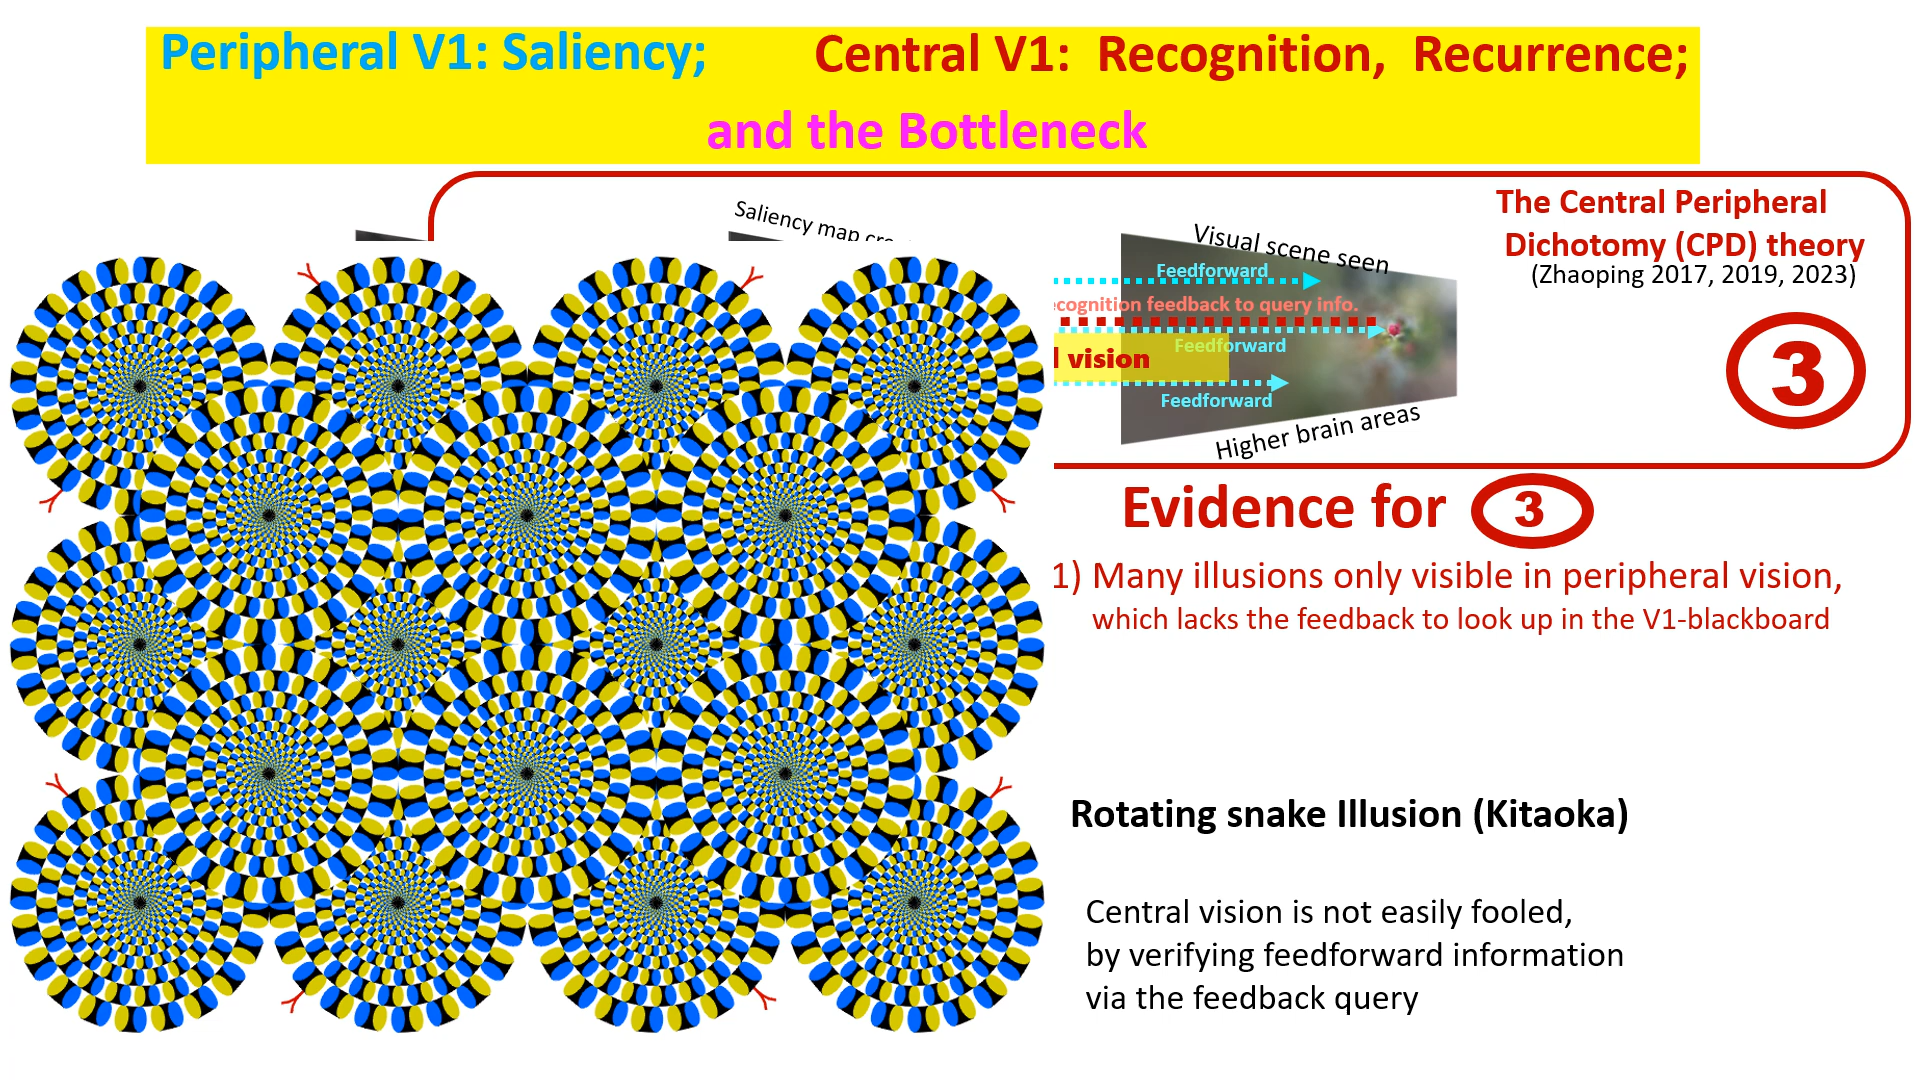 Peripheral V1: Saliency; Central V1: Recognition, Recurrence;
and the Bottleneck
The Central Peripheral
Dichotomy (CPD) theory
(Zhaoping 2017, 2019, 2023)
3
Saliency map
Visual scene seen
Feedforward
feedback to query info.
Feedforward
vision
Feedforward
Higher brain areas
Evidence for 3
1) Many illusions only visible in peripheral vision,
which lacks the feedback to look up in the V1-blackboard
Rotating snake Illusion (Kitaoka)
Central vision is not easily fooled,
by verifying feedforward information
via the feedback query